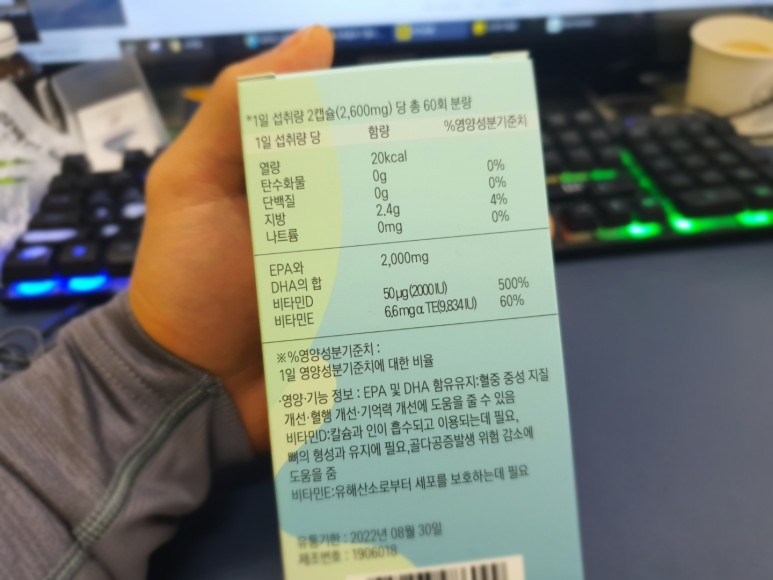 *1일 섭취량 2캡슐(2,600mg) 당 총 60회 분량
1일 섭취량 당 함량 %영양성분기준치
열량 20kcal
탄수화물 0g 0%
단백질 0g 0%
지방 2.4g 4%
나트륨 0mg 0%
EPA와
DHA의 합 2,000mg
비타민D 50㎍(2000IU) 500%
비타민E 6,6mgα TE(9,834IU) 60%
※%영양성분기준치 :
1일 영양성분기준치에 대한 비율
·영양·기능 정보 : EPA 및 DHA 함유유지:혈중 중성 지질
개선·혈행 개선·기억력 개선에 도움을 줄 수 있음
비타민D:칼슘과 인이 흡수되고 이용되는데 필요,
뼈의 형성과 유지에 필요,골다공증발생 위험 감소에
도움을 줌
비타민E:유해산소로부터 세포를 보호하는데 필요
유통기한 : 2022년 08월 30일
제조번호 : 1906018